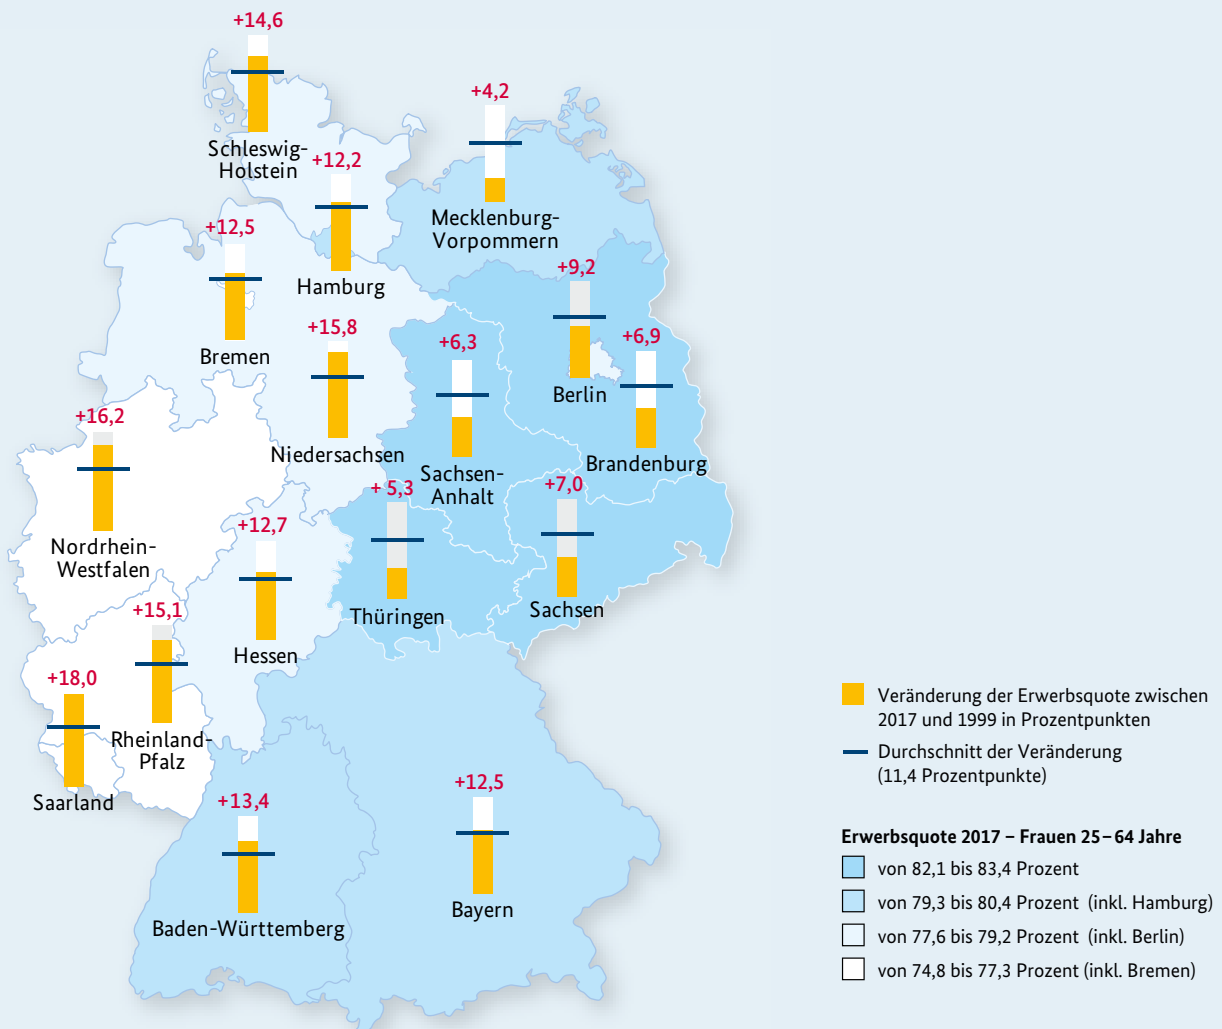 +14,6
Schleswig-
Holstein
+4,2
Mecklenburg-
Vorpommern
+12,2
Hamburg
+12,5
Bremen
+9,2
Berlin
+15,8
Niedersachsen
+6,3
Sachsen-
Anhalt
+6,9
Brandenburg
+16,2
Nordrhein-
Westfalen
+ 5,3
Thüringen
+7,0
Sachsen
+12,7
Hessen
+15,1
Rheinland-
Pfalz
+18,0
Saarland
+13,4
Baden-Württemberg
+12,5
Bayern
Veränderung der Erwerbsquote zwischen
2017 und 1999 in Prozentpunkten
Durchschnitt der Veränderung
(11,4 Prozentpunkte)
Erwerbsquote 2017 – Frauen 25–64 Jahre
von 82,1 bis 83,4 Prozent
von 79,3 bis 80,4 Prozent (inkl. Hamburg)
von 77,6 bis 79,2 Prozent (inkl. Berlin)
von 74,8 bis 77,3 Prozent (inkl. Bremen)